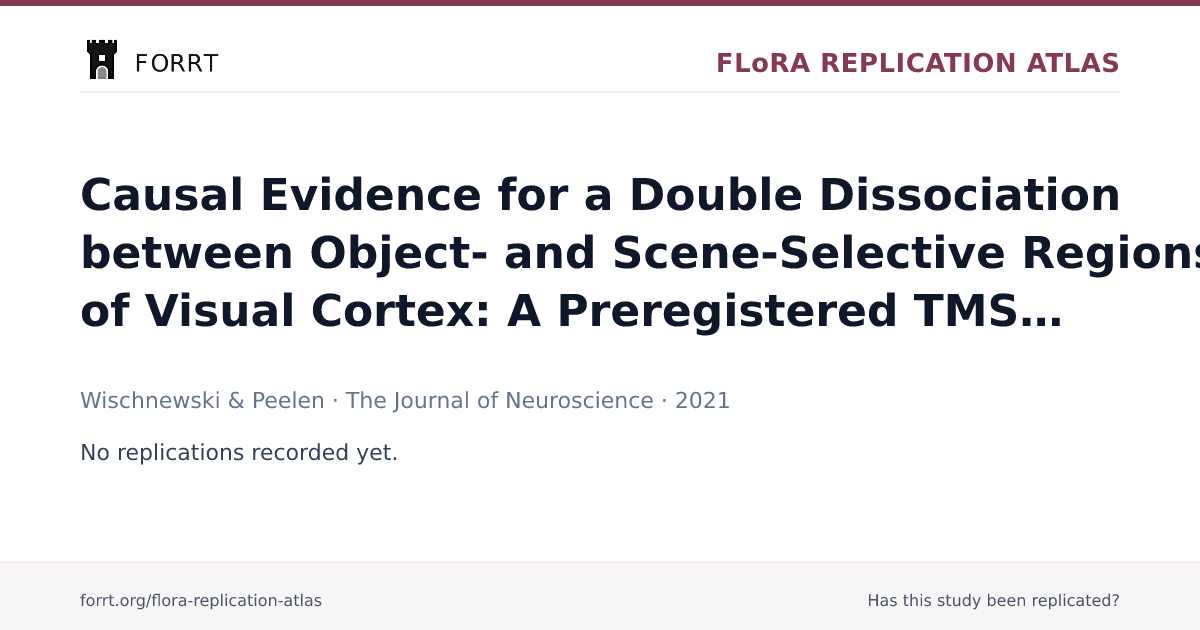 FORRT
FLoRA REPLICATION ATLAS
Causal Evidence for a Double Dissociation
between Object- and Scene-Selective Regions
of Visual Cortex: A Preregistered TMS…
Wischnewski & Peelen · The Journal of Neuroscience · 2021
No replications recorded yet.
forrt.org/flora-replication-atlas
Has this study been replicated?